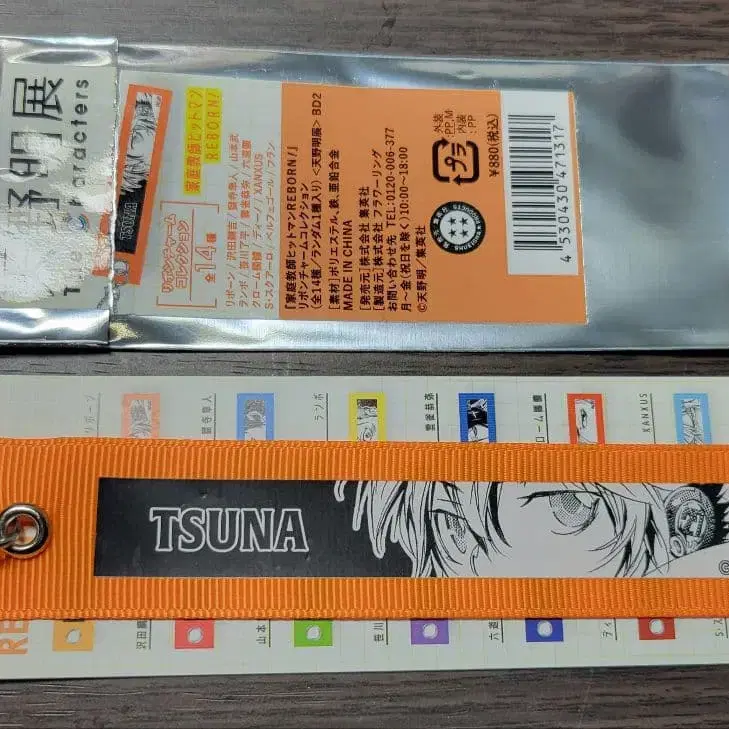 野明展
The Characters
TSUNA
家庭教師ヒットマン
REBORN!
リボンチャーム
コレクション
全14種
リボーン/沢田綱吉/獄寺隼人/山本武
ランボ/笹川了平/雲雀恭弥/六道骸
クローム髑髏/ディーノ/XANXUS
S・スクアーロ/ベルフェゴール/フラン
『家庭教師ヒットマンREBORN!』
リボンチャームコレクション
(全14種/ランダム1種入り)<天野明展> BD2
[素材]ポリエステル、鉄、亜鉛合金
MADE IN CHINA
[発売元]株式会社 集英社
[製造元]株式会社 フラワーリング
お問い合わせ先 TEL:0120-006-377
月~金(祝日を除く)10:00~18:00
©天野明/集英社
外装
:PP,M
内装
:PP
プラ
¥880(税込)
4 530430 471317
リボーン
獄寺隼人
ランボ
雲雀恭弥
ローム髑髏
XANXUS
TSUNA
©
RE
沢田綱
山本
笹川
六道
ディ
S・ス